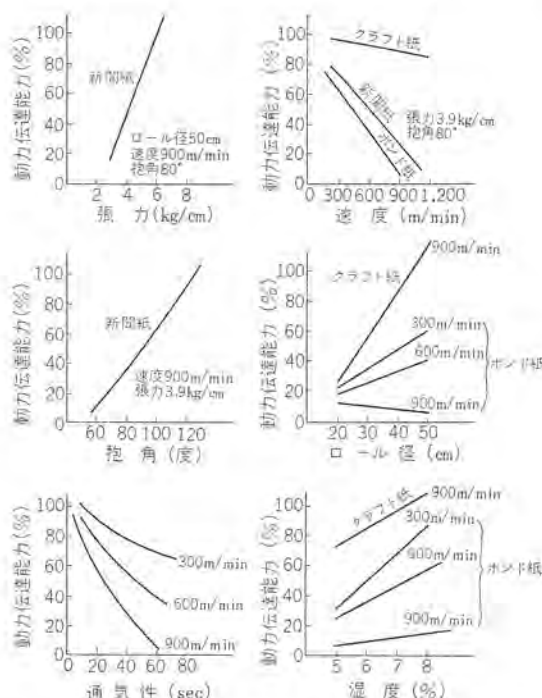 動力伝達能力(%)
100
80
60
40
20
0
新聞紙
ロール径50cm
速度900m/min
抱角80°
2 4 6 8
張力(kg/cm)
動力伝達能力(%)
100
80
60
40
20
0
クラフト紙
新聞紙
ボンド紙
張力3.9kg/cm
抱角80°
0 300 600 900 1,200
速度(m/min)
動力伝達能力(%)
100
80
60
40
20
0
新聞紙
速度900m/min
張力3.9kg/cm
60 80 100 120
抱角(度)
動力伝達能力(%)
100
80
60
40
20
0
クラフト紙
900m/min
300m/min
600m/min
900m/min
ボンド紙
20 30 40 50
ロール径(cm)
動力伝達能力(%)
100
80
60
40
20
0
300m/min
600m/min
900m/min
0 20 40 60 80
通気性(sec)
動力伝達能力(%)
100
80
60
40
20
0
クラフト紙
900m/min
300m/min
600m/min
900m/min
ボンド紙
5 6 7 8
湿度(%)